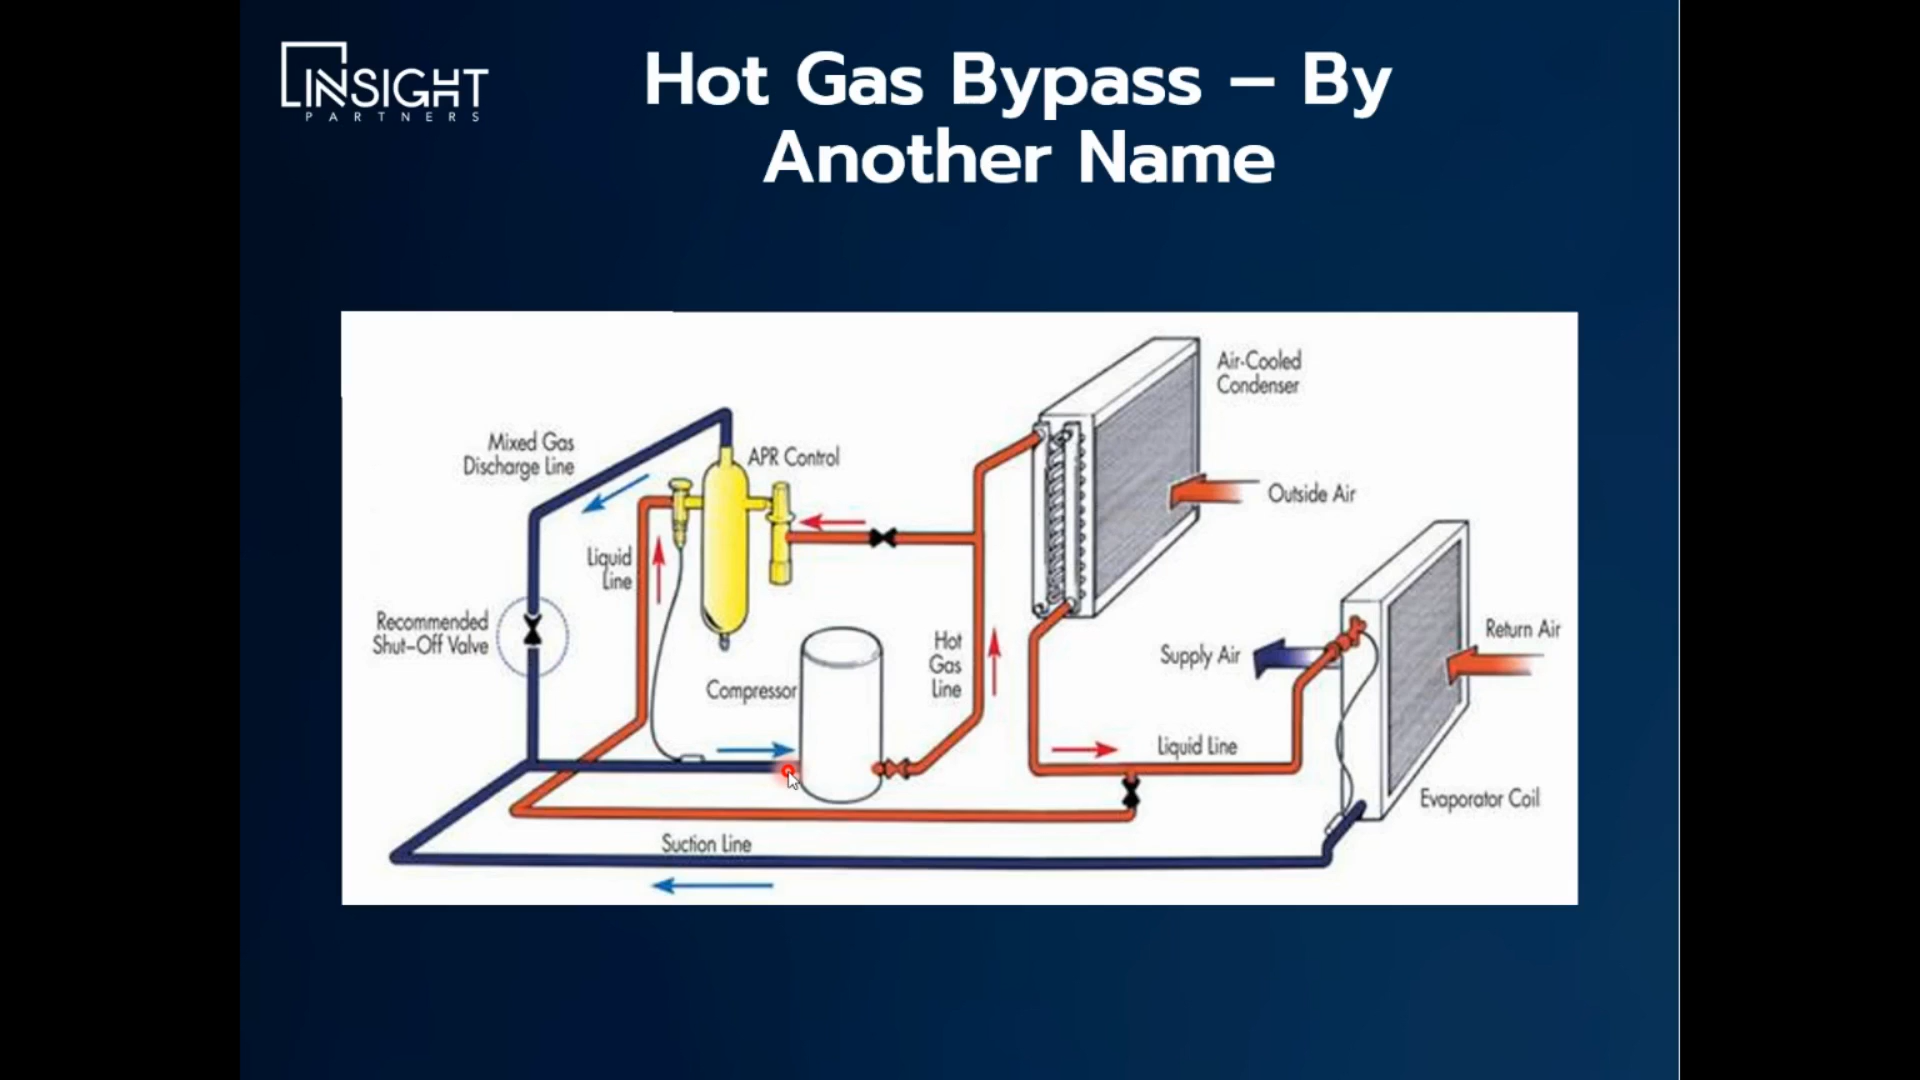 INSIGHT
PARTNERS
Hot Gas Bypass – By
Another Name
Air-Cooled
Condenser
Mixed Gas
Discharge Line
APR Control
Outside Air
Liquid
Line
Recommended
Shut-Off Valve
Hot
Gas
Line
Return Air
Supply Air
Compressor
Liquid Line
Evaporator Coil
Suction Line